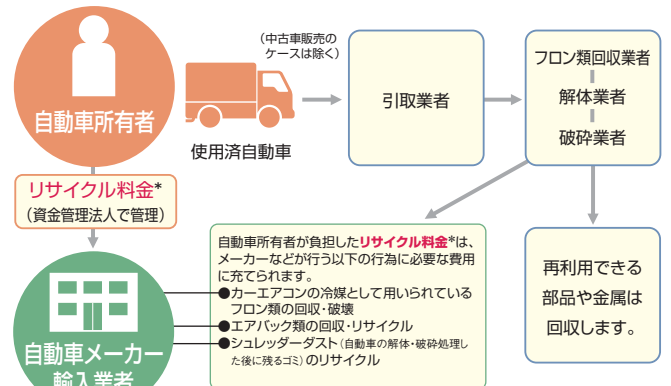 (中古車販売の
ケースは除く)
自動車所有者
使用済自動車
引取業者
フロン類回収業者
解体業者
破砕業者
リサイクル料金*
(資金管理法人で管理)
自動車所有者が負担したリサイクル料金*は、
メーカーなどが行う以下の行為に必要な費用
に充てられます。
●カーエアコンの冷媒として用いられている
フロン類の回収・破壊
●エアバック類の回収・リサイクル
●シュレッダーダスト(自動車の解体・破砕処理し
た後に残るゴミ)のリサイクル
再利用できる
部品や金属は
回収します。
自動車メーカー
輸入業者